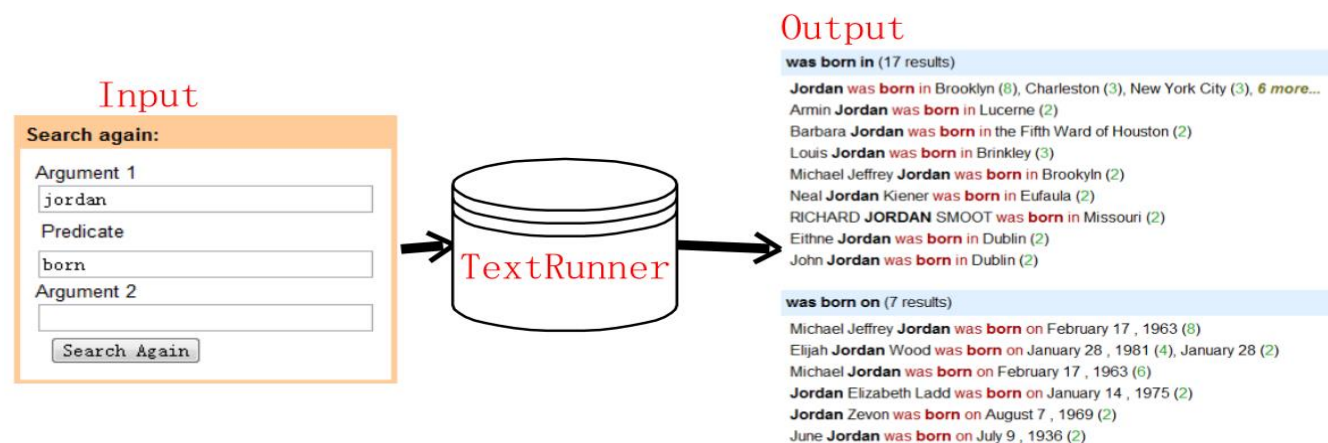 Input
Search again:
Argument 1
jordan
Predicate
born
Argument 2
Search Again
TextRunner
Output
was born in (17 results)
Jordan was born in Brooklyn (8), Charleston (3), New York City (3), 6 more...
Armin Jordan was born in Lucerne (2)
Barbara Jordan was born in the Fifth Ward of Houston (2)
Louis Jordan was born in Brinkley (3)
Michael Jeffrey Jordan was born in Brookyln (2)
Neal Jordan Kiener was born in Eufaula (2)
RICHARD JORDAN SMOOT was born in Missouri (2)
Eithne Jordan was born in Dublin (2)
John Jordan was born in Dublin (2)
was born on (7 results)
Michael Jeffrey Jordan was born on February 17 , 1963 (8)
Elijah Jordan Wood was born on January 28 , 1981 (4), January 28 (2)
Michael Jordan was born on February 17 , 1963 (6)
Jordan Elizabeth Ladd was born on January 14 , 1975 (2)
Jordan Zevon was born on August 7 , 1969 (2)
June Jordan was born on July 9 , 1936 (2)